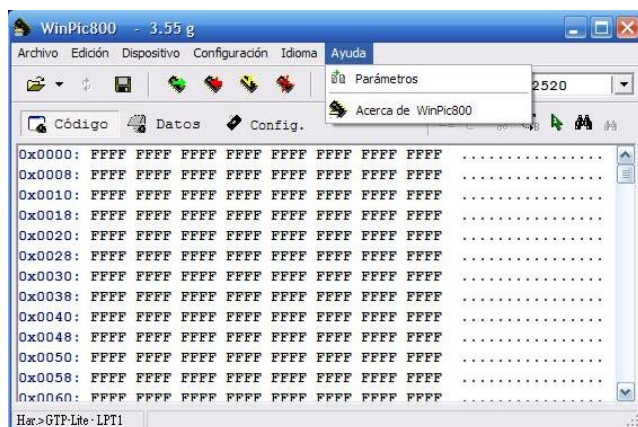 WinPic800 - 3.55 g
Archivo Edición Dispositivo Configuración Idioma Ayuda
Parámetros
2520
Acerca de WinPic800
Código Datos Config.
0x0000: FFFF FFFF FFFF FFFF FFFF FFFF FFFF FFFF ................
0x0008: FFFF FFFF FFFF FFFF FFFF FFFF FFFF FFFF ................
0x0010: FFFF FFFF FFFF FFFF FFFF FFFF FFFF FFFF ................
0x0018: FFFF FFFF FFFF FFFF FFFF FFFF FFFF FFFF ................
0x0020: FFFF FFFF FFFF FFFF FFFF FFFF FFFF FFFF ................
0x0028: FFFF FFFF FFFF FFFF FFFF FFFF FFFF FFFF ................
0x0030: FFFF FFFF FFFF FFFF FFFF FFFF FFFF FFFF ................
0x0038: FFFF FFFF FFFF FFFF FFFF FFFF FFFF FFFF ................
0x0040: FFFF FFFF FFFF FFFF FFFF FFFF FFFF FFFF ................
0x0048: FFFF FFFF FFFF FFFF FFFF FFFF FFFF FFFF ................
0x0050: FFFF FFFF FFFF FFFF FFFF FFFF FFFF FFFF ................
0x0058: FFFF FFFF FFFF FFFF FFFF FFFF FFFF FFFF ................
0x0060: FFFF FFFF FFFF FFFF FFFF FFFF FFFF FFFF ................
Har.>GTP-Lite - LPT1